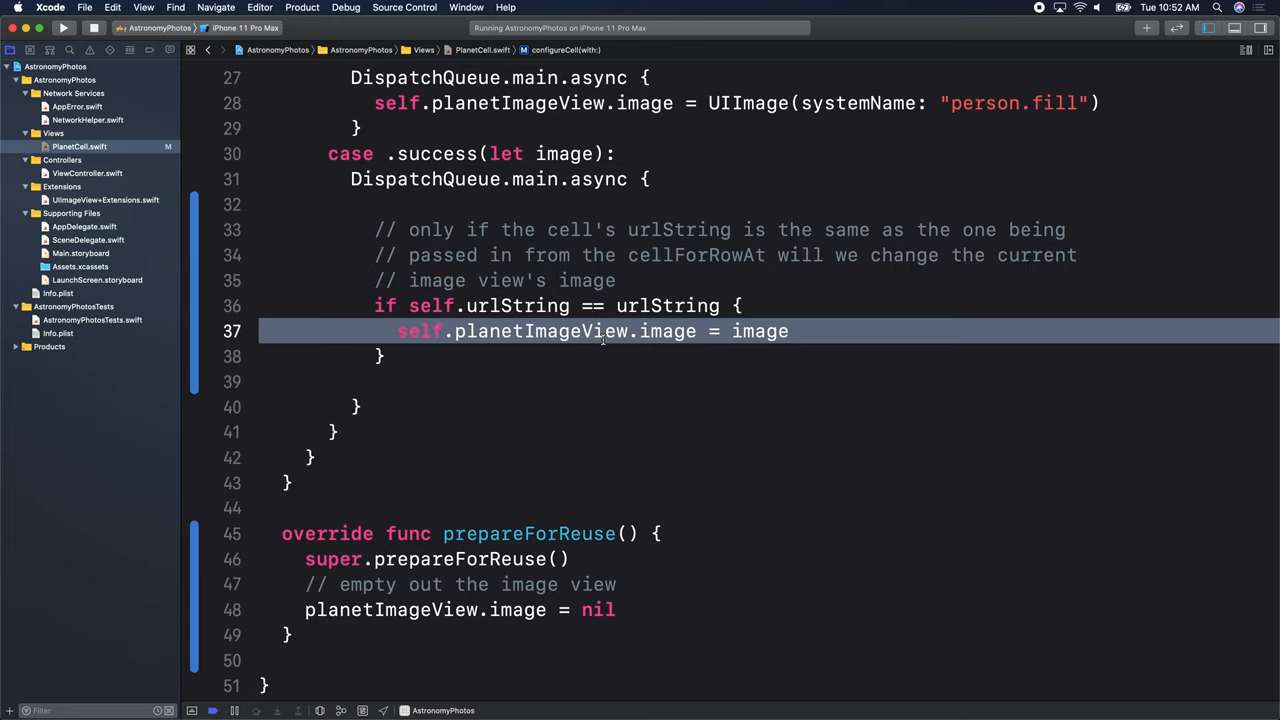 Xcode File Edit View Find Navigate Editor Product Debug Source Control Window Help Tue 10:52 AM
AstronomyPhotos iPhone 11 Pro Max Running AstronomyPhotos on iPhone 11 Pro Max
AstronomyPhotos AstronomyPhotos Views PlanetCell.swift M configureCell(with:)
AstronomyPhotos
AstronomyPhotos
Network Services
AppError.swift
NetworkHelper.swift
Views
PlanetCell.swift M
Controllers
ViewController.swift
Extensions
UIImageView+Extensions.swift
Supporting Files
AppDelegate.swift
SceneDelegate.swift
Main.storyboard
Assets.xcassets
LaunchScreen.storyboard
Info.plist
AstronomyPhotosTests
AstronomyPhotosTests.swift
Info.plist
Products
27 DispatchQueue.main.async {
28 self.planetImageView.image = UIImage(systemName: "person.fill")
29 }
30 case .success(let image):
31 DispatchQueue.main.async {
32
33 // only if the cell's urlString is the same as the one being
34 // passed in from the cellForRowAt will we change the current
35 // image view's image
36 if self.urlString == urlString {
37 self.planetImageView.image = image
38 }
39
40 }
41 }
42 }
43 }
44
45 override func prepareForReuse() {
46 super.prepareForReuse()
47 // empty out the image view
48 planetImageView.image = nil
49 }
50
51 }
Filter
AstronomyPhotos